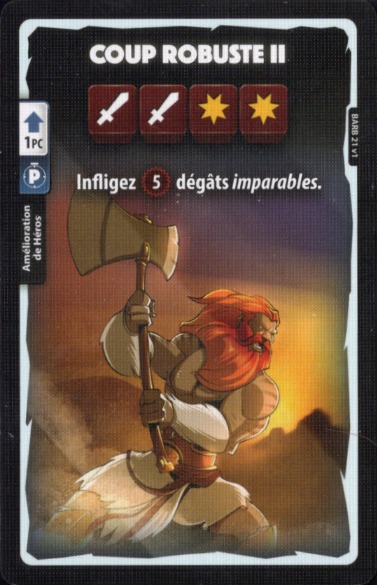 COUP ROBUSTE II
1PC
P
Infligez 5 dégâts imparables.
Amélioration
de Héros
BARB 21 v1